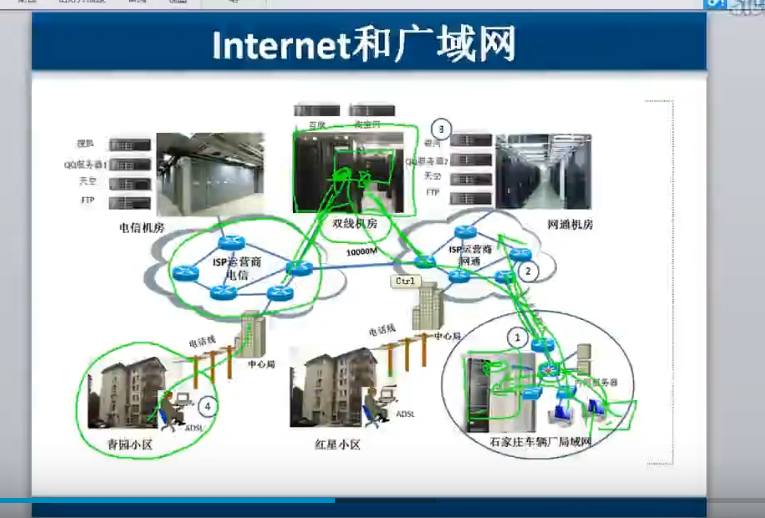 Internet和广域网
百度
淘宝网
③
搜狐
QQ服务器1
天空
FTP
QQ服务器2
天空
FTP
电信机房
双线机房
网通机房
ISP运营商
电信
10000M
ISP运营商
网通
②
Ctrl
电话线
中心局
电话线
中心局
①
内网服务器
④
ADSL
ADSL
青园小区
红星小区
石家庄车辆厂局域网